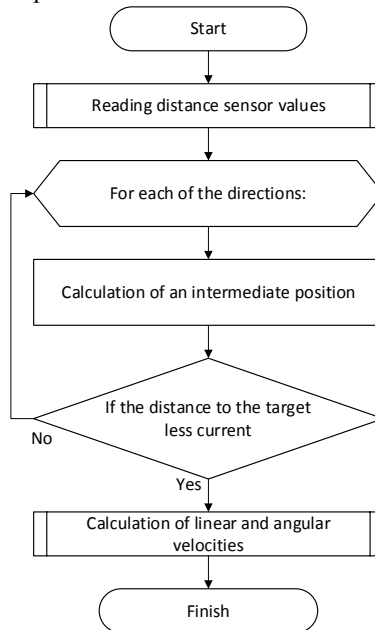 Start
Reading distance sensor values
For each of the directions:
Calculation of an intermediate position
If the distance to the target
less current
No
Yes
Calculation of linear and angular
velocities
Finish